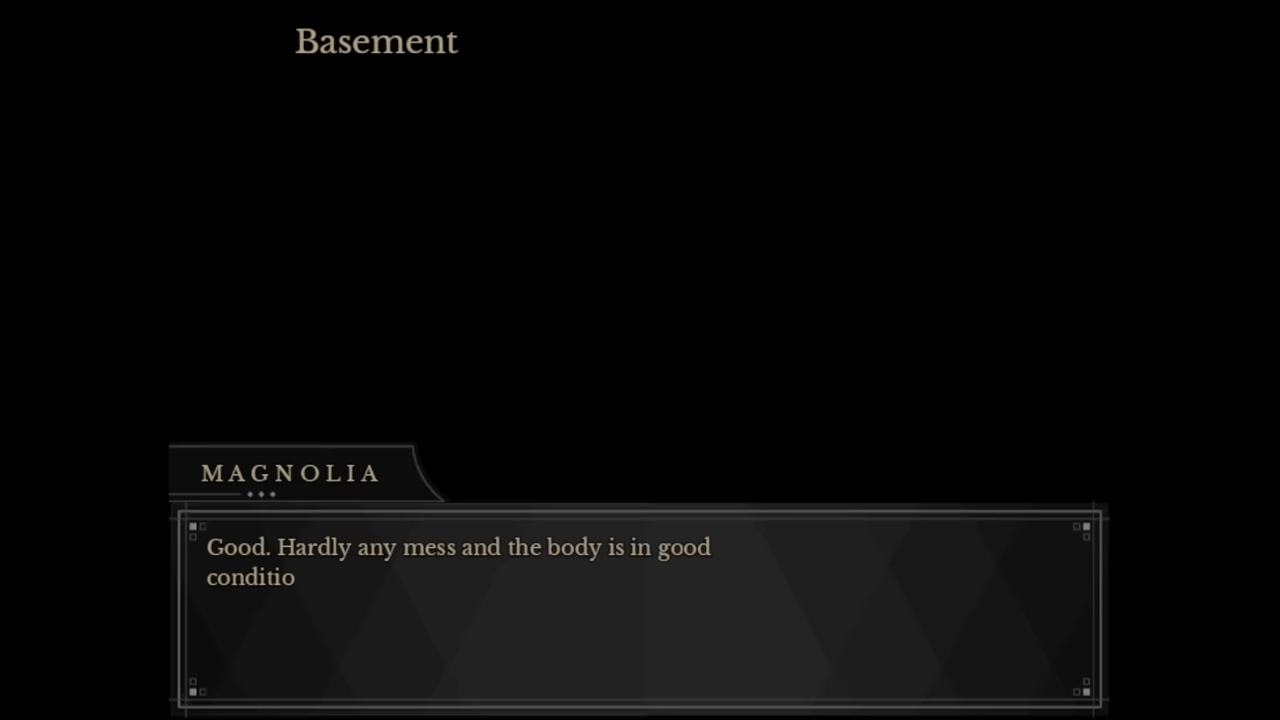 Basement
MAGNOLIA
Good. Hardly any mess and the body is in good
conditio